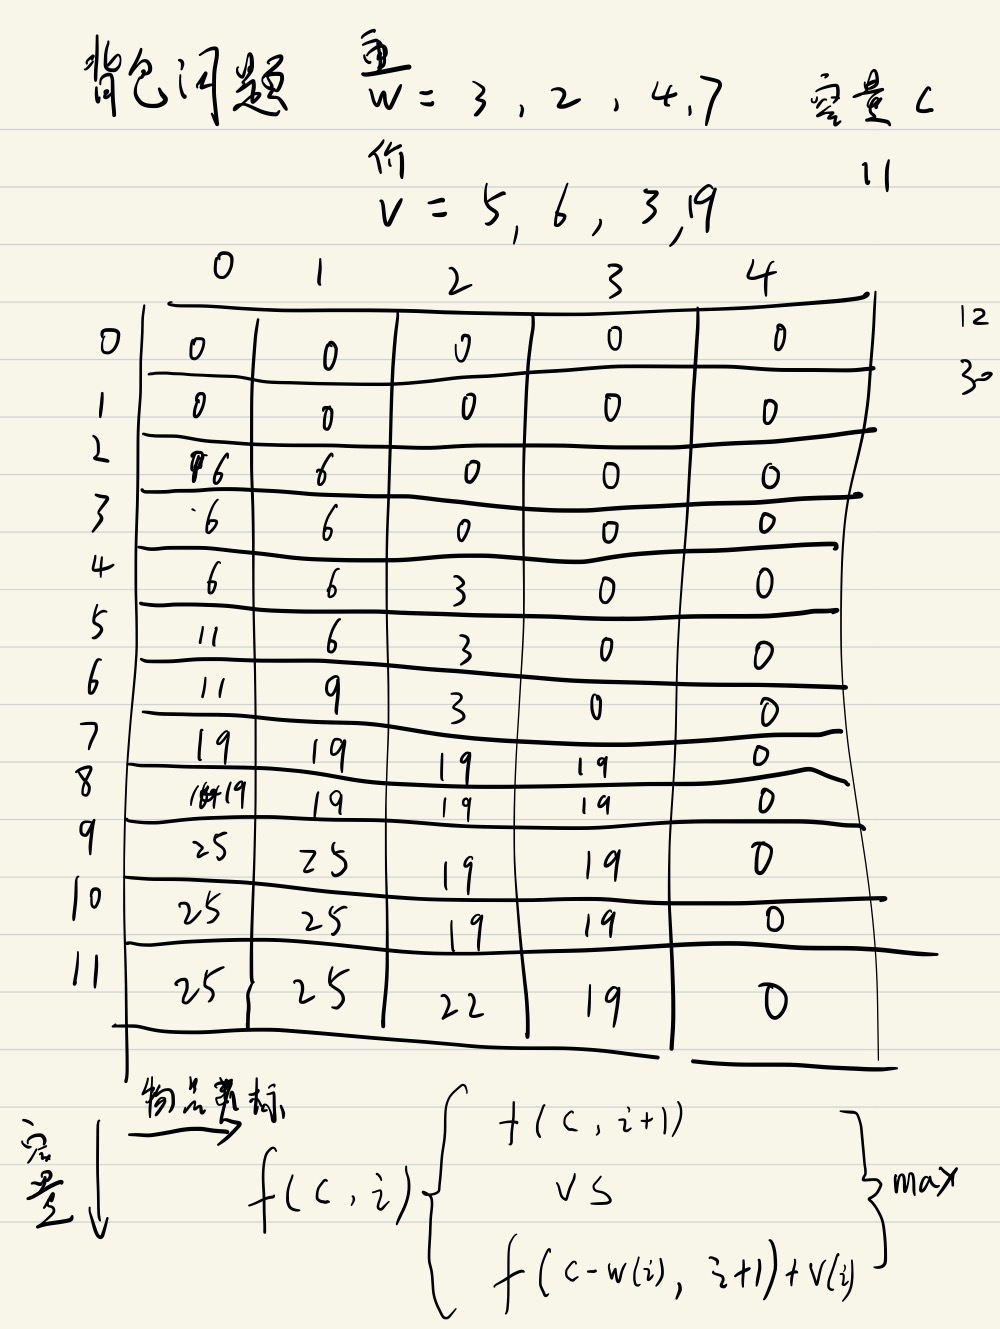 背包问题 重 容量 c
w = 3 , 2 , 4 , 7
价 11
v = 5 , 6 , 3 , 19
0 1 2 3 4
0 0 0 0 0 0 12
1 0 0 0 0 0 30
2 6 6 0 0 0
3 6 6 0 0 0
4 6 6 3 0 0
5 11 6 3 0 0
6 11 9 3 0 0
7 19 19 19 19 0
8 19 19 19 19 0
9 25 25 19 19 0
10 25 25 19 19 0
11 25 25 22 19 0
物品 标
容量
f(c, i+1)
f(c, i) vs max
f(c-w(i), i+1)+v(i)